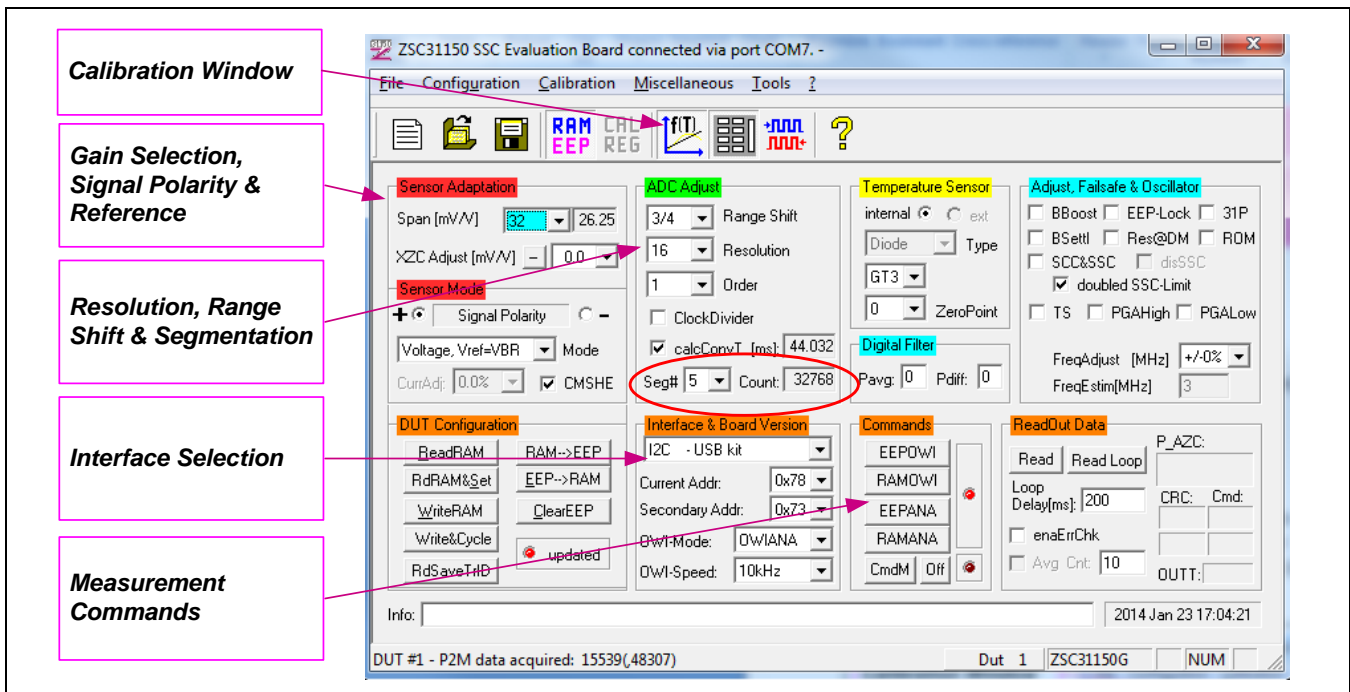 Calibration Window
Gain Selection,
Signal Polarity &
Reference
Resolution, Range
Shift & Segmentation
Interface Selection
Measurement
Commands
ZSC31150 SSC Evaluation Board connected via port COM7. -
File Configuration Calibration Miscellaneous Tools ?
RAM EEP CAL REG f(T)
Sensor Adaptation
Span [mV/V] 32 26.25
XZC Adjust [mV/V] - 0.0
Sensor Mode
+ Signal Polarity -
Voltage, Vref=VBR Mode
CurrAdj: 0.0% CMSHE
ADC Adjust
3/4 Range Shift
16 Resolution
1 Order
ClockDivider
calcConvT [ms]: 44.032
Seg# 5 Count: 32768
Temperature Sensor
internal ext
Diode Type
GT3
0 ZeroPoint
Digital Filter
Pavg: 0 Pdiff: 0
Adjust, Failsafe & Oscillator
BBoost EEP-Lock 31P
BSettl Res@DM ROM
SCC&SSC disSSC
doubled SSC-Limit
TS PGAHigh PGALow
FreqAdjust [MHz] +/-0%
FreqEstim[MHz] 3
DUT Configuration
ReadRAM RAM-->EEP
RdRAM&Set EEP-->RAM
WriteRAM ClearEEP
Write&Cycle
updated
RdSaveTrlD
Interface & Board Version
I2C - USB kit
Current Addr: 0x78
Secondary Addr: 0x73
OWI-Mode: OWIANA
OWI-Speed: 10kHz
Commands
EEPOWI
RAMOWI
EEPANA
RAMANA
CmdM Off
ReadOut Data
Read Read Loop P_AZC:
Loop
Delay[ms]: 200 CRC: Cmd:
enaErrChk
Avg Cnt: 10
OUTT:
Info:
2014 Jan 23 17:04:21
DUT #1 - P2M data acquired: 15539(,48307) Dut 1 ZSC31150G NUM